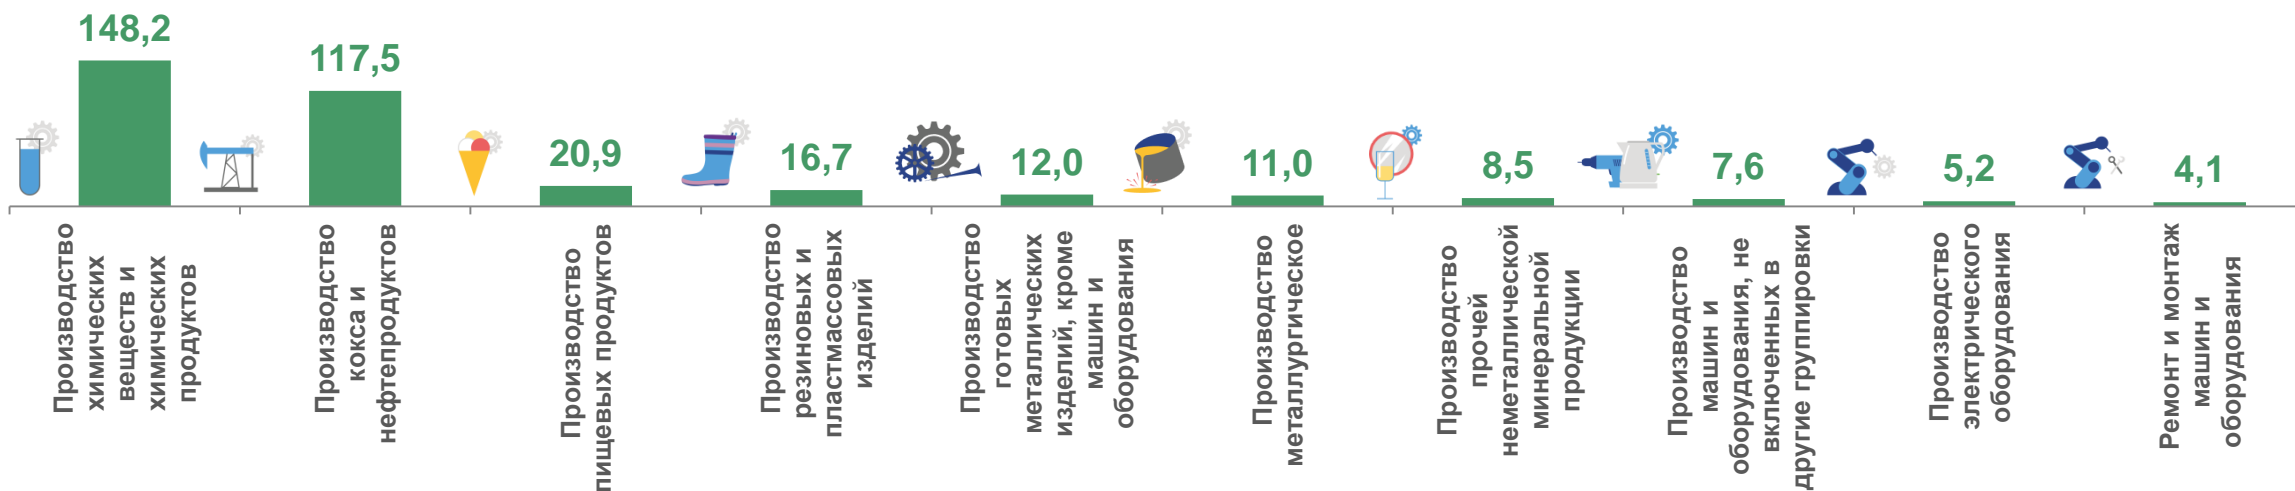 148,2
117,5
20,9
16,7
12,0
11,0
8,5
7,6
5,2
4,1
Производство
химических
веществ и
химических
продуктов
Производство
кокса и
нефтепродуктов
Производство
пищевых продуктов
Производство
резиновых и
пластмассовых
изделий
Производство
готовых
металлических
изделий, кроме
машин и
оборудования
Производство
металлургическое
Производство
прочей
неметаллической
минеральной
продукции
Производство
машин и
оборудования, не
включенных в
другие группировки
Производство
электрического
оборудования
Ремонт и монтаж
машин и
оборудования